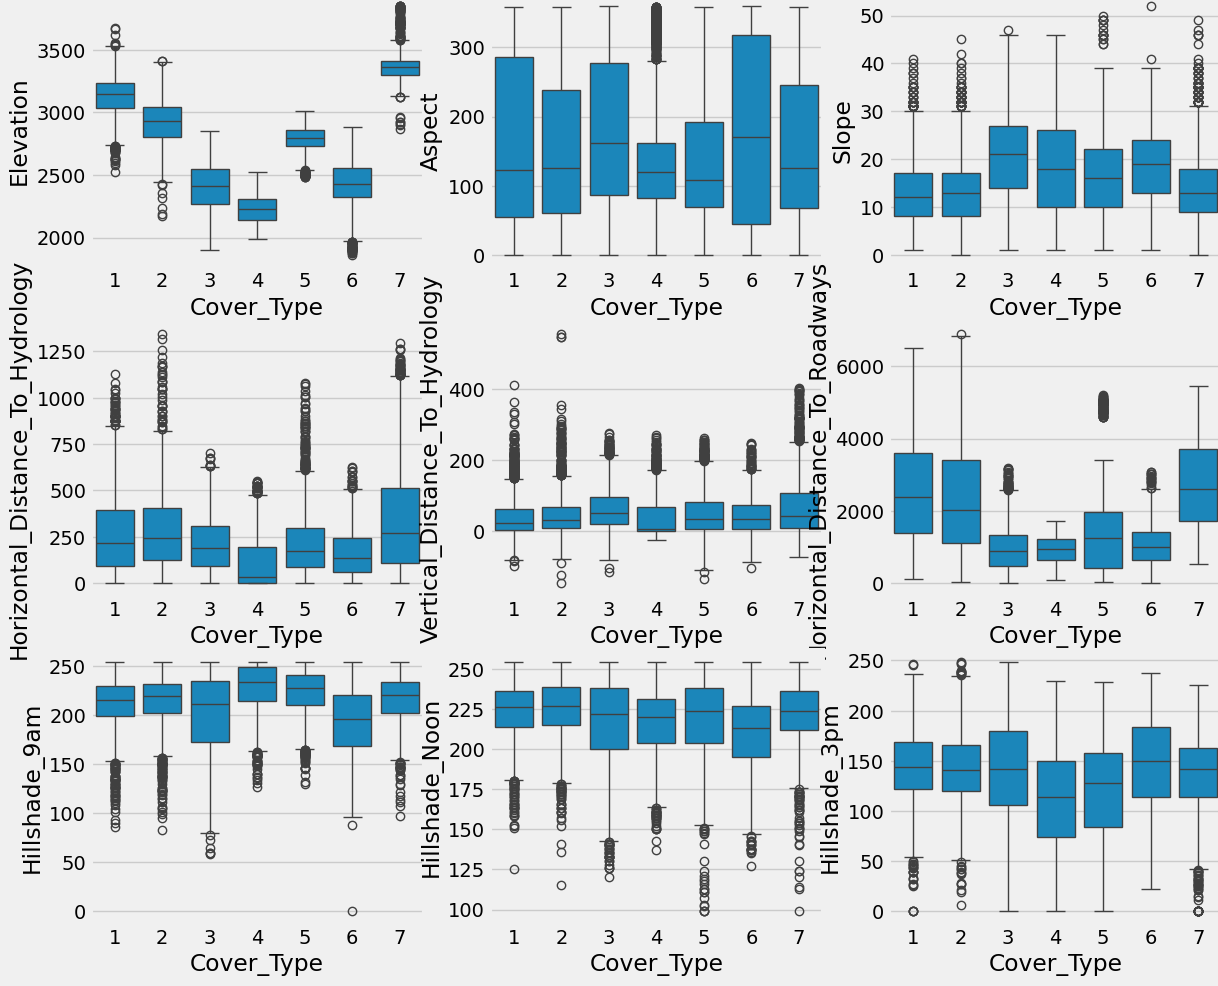 Elevation
3500
3000
2500
2000
1 2 3 4 5 6 7
Cover_Type
Aspect
300
200
100
0
1 2 3 4 5 6 7
Cover_Type
Slope
50
40
30
20
10
0
1 2 3 4 5 6 7
Cover_Type
Horizontal_Distance_To_Hydrology
1250
1000
750
500
250
0
1 2 3 4 5 6 7
Cover_Type
Vertical_Distance_To_Hydrology
400
200
0
1 2 3 4 5 6 7
Cover_Type
Horizontal_Distance_To_Roadways
6000
4000
2000
0
1 2 3 4 5 6 7
Cover_Type
Hillshade_9am
250
200
150
100
50
0
1 2 3 4 5 6 7
Cover_Type
Hillshade_Noon
250
225
200
175
150
125
100
1 2 3 4 5 6 7
Cover_Type
Hillshade_3pm
250
200
150
100
50
0
1 2 3 4 5 6 7
Cover_Type